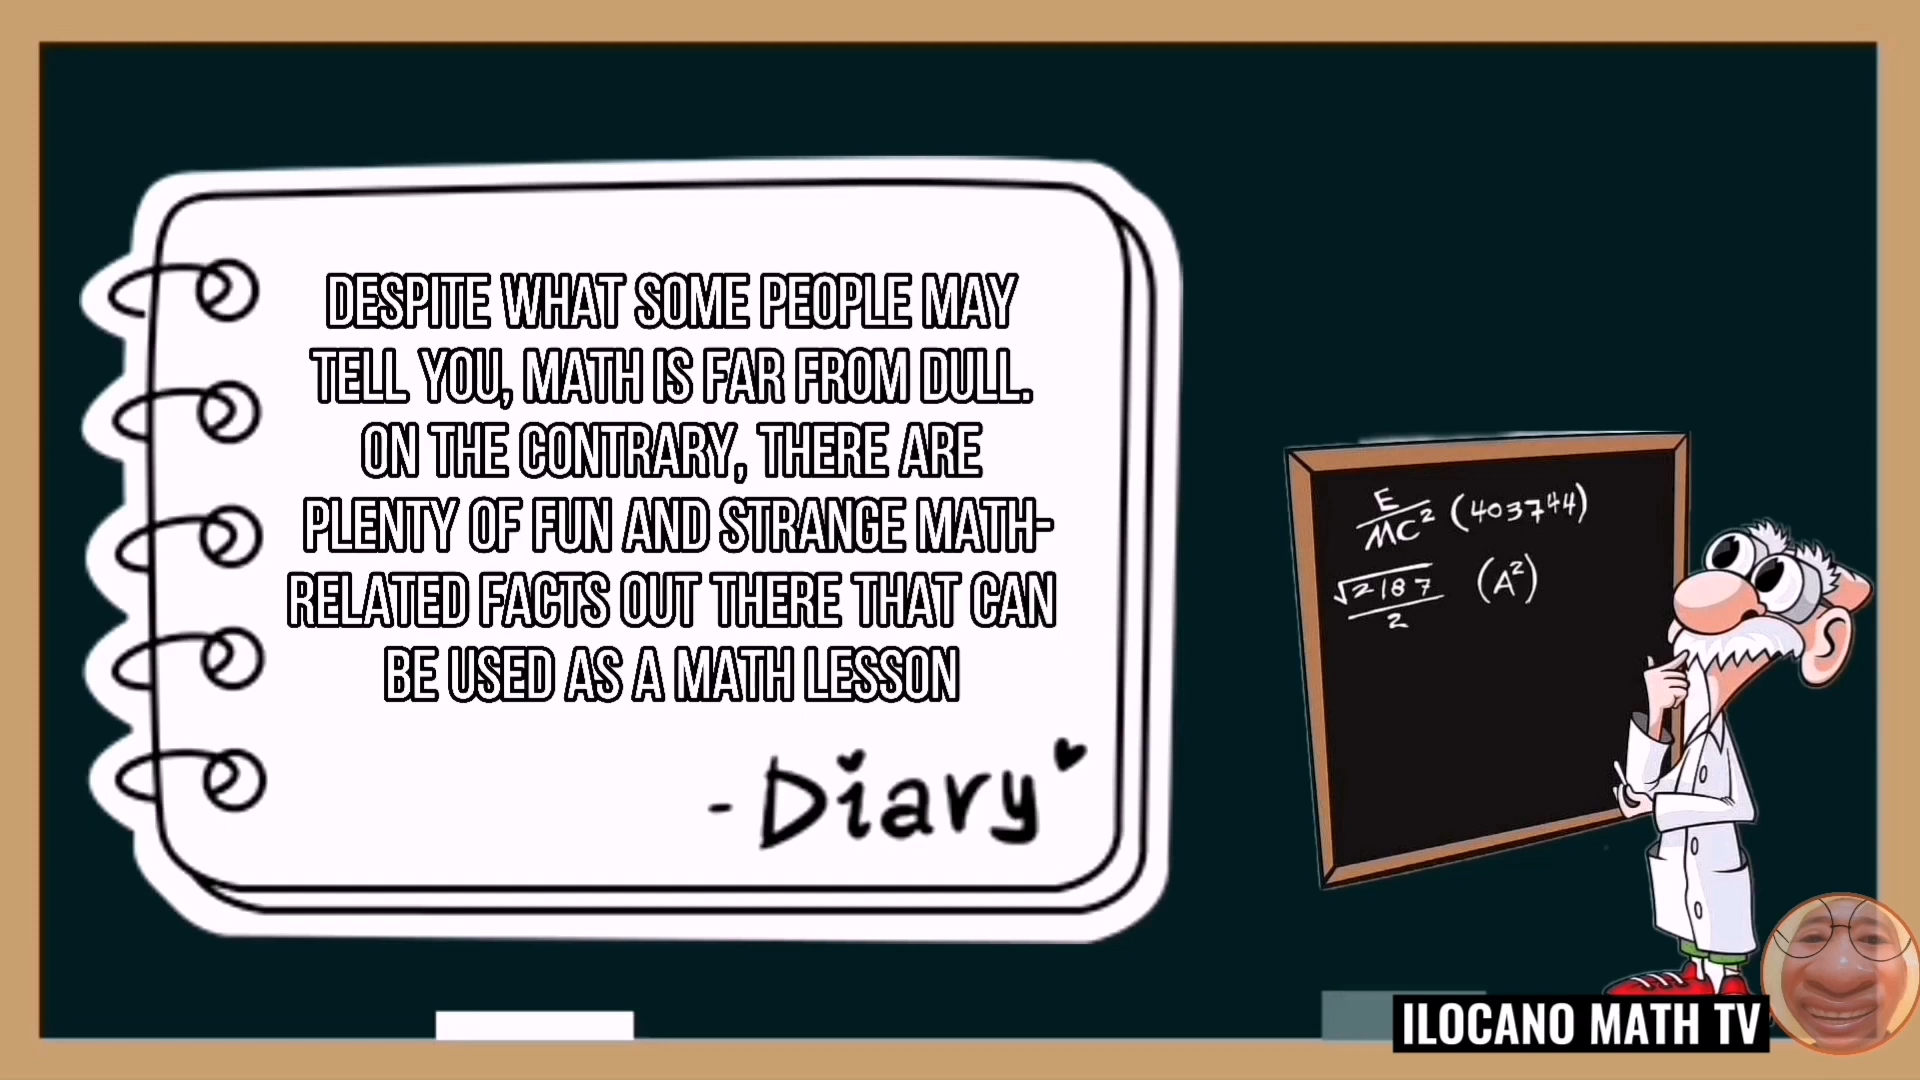 DESPITE WHAT SOME PEOPLE MAY
TELL YOU, MATH IS FAR FROM DULL.
ON THE CONTRARY, THERE ARE
PLENTY OF FUN AND STRANGE MATH-
RELATED FACTS OUT THERE THAT CAN
BE USED AS A MATH LESSON
- Diary
E
MC² (403744)
√2187 (A²)
2
ILOCANO MATH TV